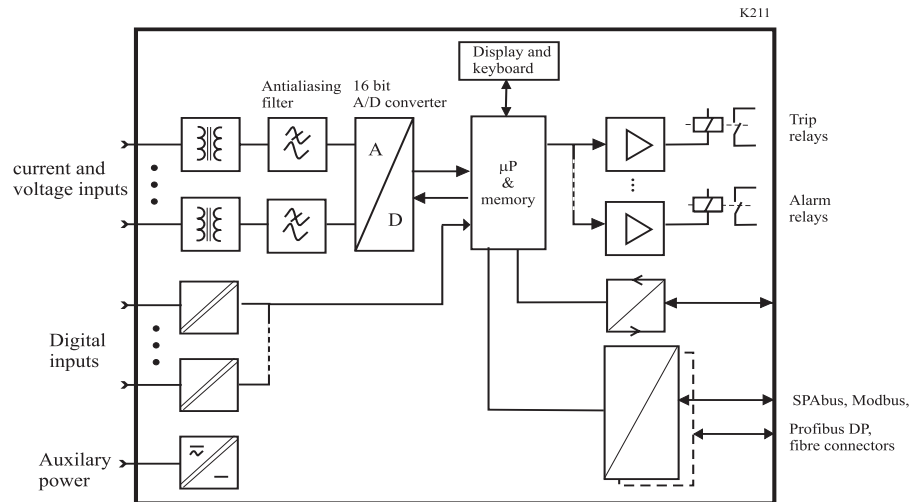 K211
Display and
keyboard
Antialiasing
filter
16 bit
A/D converter
current and
voltage inputs
A
D
μP
&
memory
Trip
relays
Alarm
relays
Digital
inputs
SPAbus, Modbus,
Profibus DP,
fibre connectors
Auxilary
power